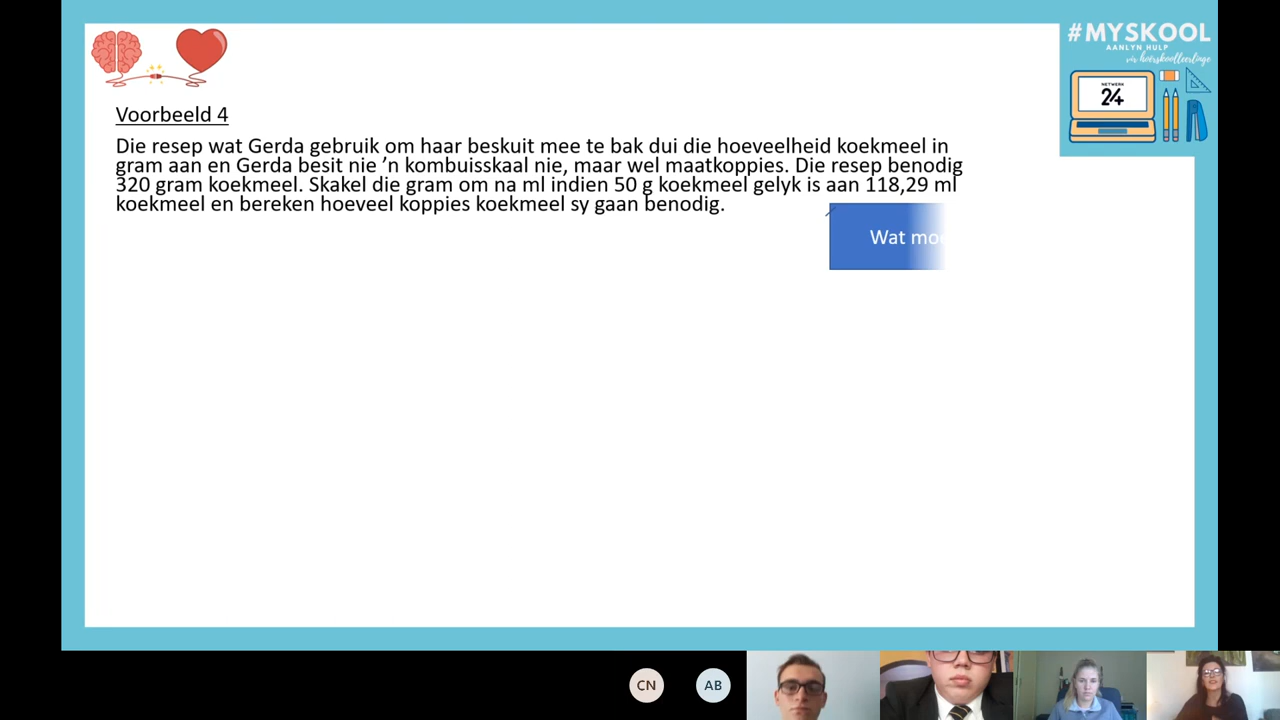 #MYSKOOL
AANLYN HULP
vir hoërskoolleerlinge
NETWERK
24
Voorbeeld 4
Die resep wat Gerda gebruik om haar beskuit mee te bak dui die hoeveelheid koekmeel in
gram aan en Gerda besit nie ’n kombuisskaal nie, maar wel maatkoppies. Die resep benodig
320 gram koekmeel. Skakel die gram om na ml indien 50 g koekmeel gelyk is aan 118,29 ml
koekmeel en bereken hoeveel koppies koekmeel sy gaan benodig.
Wat
CN
AB